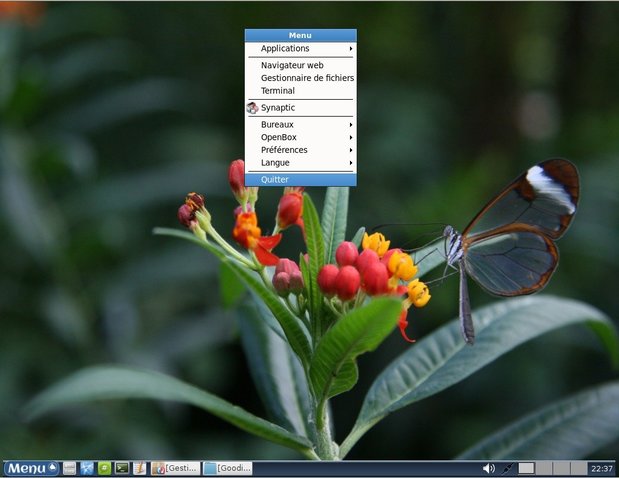 Menu
Applications
Navigateur web
Gestionnaire de fichiers
Terminal
Synaptic
Bureaux
OpenBox
Préférences
Langue
Quitter
Menu
[Gesti...
[Goodi...
22:37